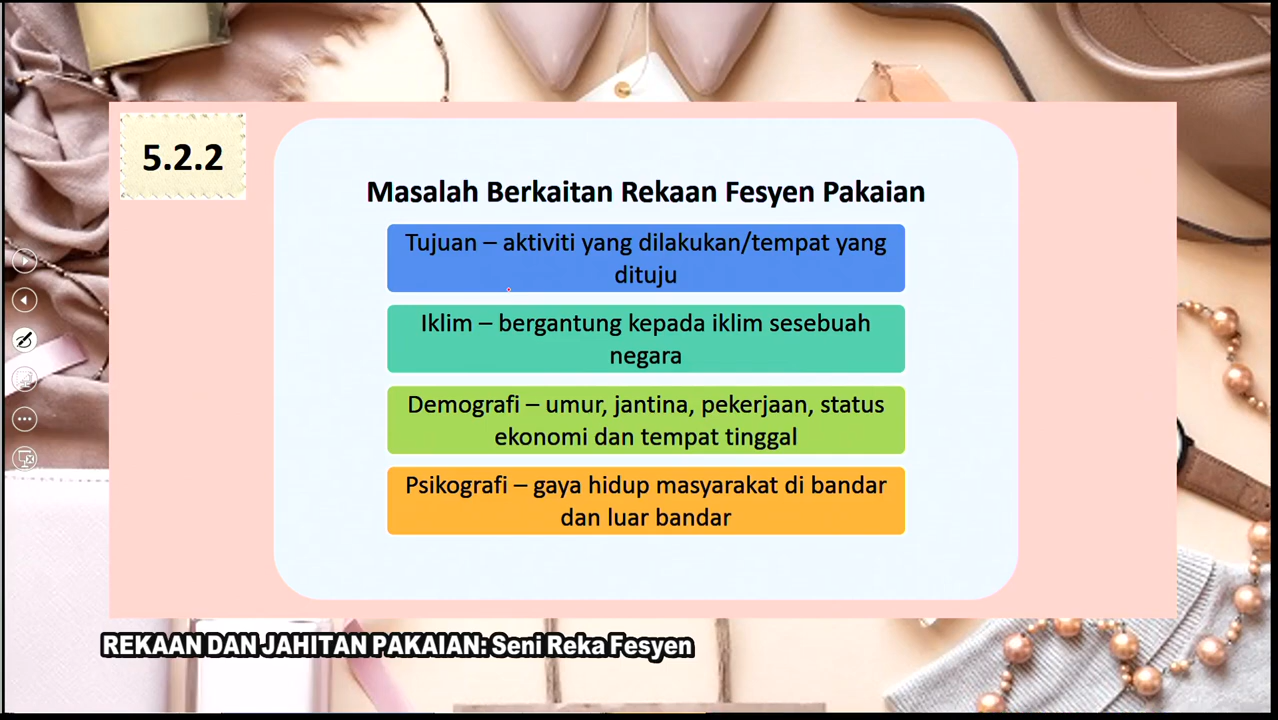 5.2.2
Masalah Berkaitan Rekaan Fesyen Pakaian
Tujuan – aktiviti yang dilakukan/tempat yang
dituju
Iklim – bergantung kepada iklim sesebuah
negara
Demografi – umur, jantina, pekerjaan, status
ekonomi dan tempat tinggal
Psikografi – gaya hidup masyarakat di bandar
dan luar bandar
REKAAN DAN JAHITAN PAKAIAN: Seni Reka Fesyen